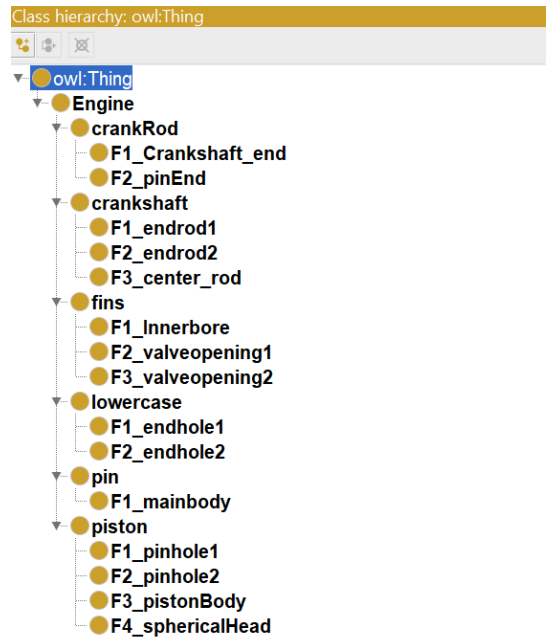 Class hierarchy: owl:Thing
owl:Thing
Engine
crankRod
F1_Crankshaft_end
F2_pinEnd
crankshaft
F1_endrod1
F2_endrod2
F3_center_rod
fins
F1_Innerbore
F2_valveopening1
F3_valveopening2
lowercase
F1_endhole1
F2_endhole2
pin
F1_mainbody
piston
F1_pinhole1
F2_pinhole2
F3_pistonBody
F4_sphericalHead